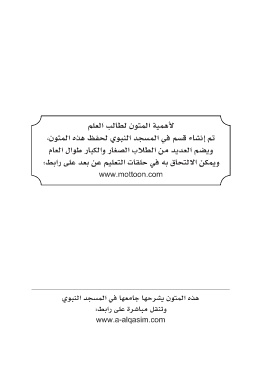 لأهمية المتون لطالب العلم
تم إنشاء قسم في المسجد النبوي لحفظ هذه المتون،
ويضم العديد من الطلاب الصغار والكبار طوال العام
ويمكن الالتحاق به في حلقات التعليم عن بعد على رابط:
www.mottoon.com
هذه المتون يشرحها جامعها في المسجد النبوي
وتنقل مباشرة على رابط:
www.a-alqasim.com